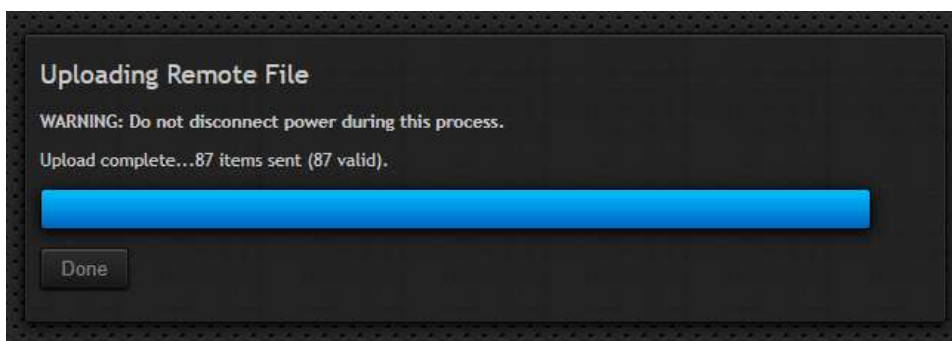 Uploading Remote File
WARNING: Do not disconnect power during this process.
Upload complete...87 items sent (87 valid).
Done